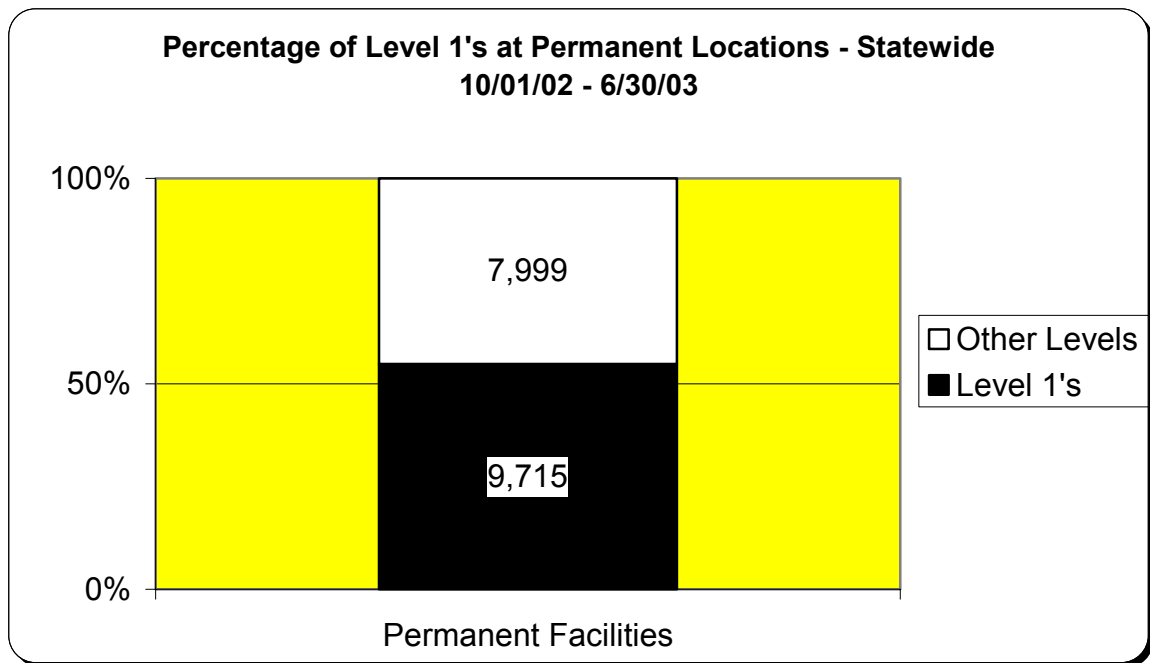 Percentage of Level 1's at Permanent Locations - Statewide
10/01/02 - 6/30/03
100%
7,999
Other Levels
50%
Level 1's
9,715
0%
Permanent Facilities